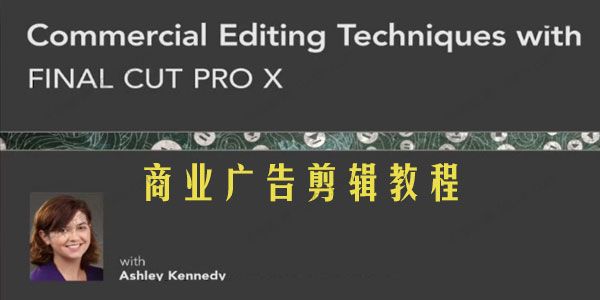 Commercial Editing Techniques with
FINAL CUT PRO X
商业广告剪辑教程
with
Ashley Kennedy